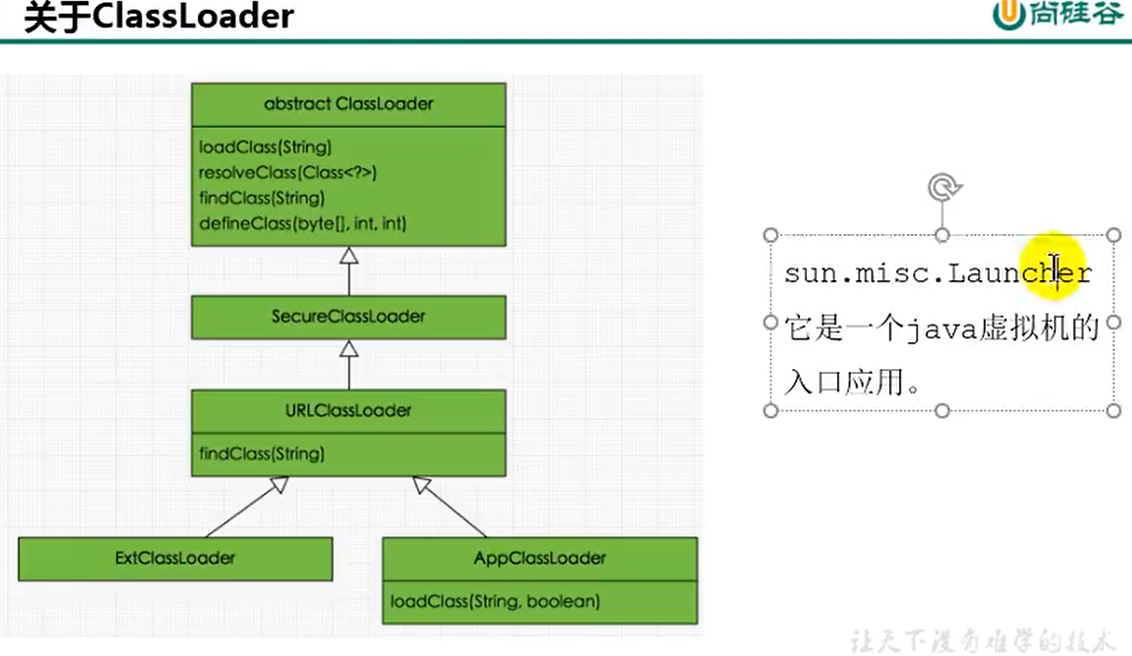 关于ClassLoader
尚硅谷
abstract ClassLoader
loadClass(String)
resolveClass(Class<?>)
findClass(String)
defineClass(byte[], int, int)
SecureClassLoader
URLClassLoader
findClass(String)
ExtClassLoader
AppClassLoader
loadClass(String, boolean)
sun.misc.Launcher
它是一个java虚拟机的
入口应用。
让天下没有难学的技术